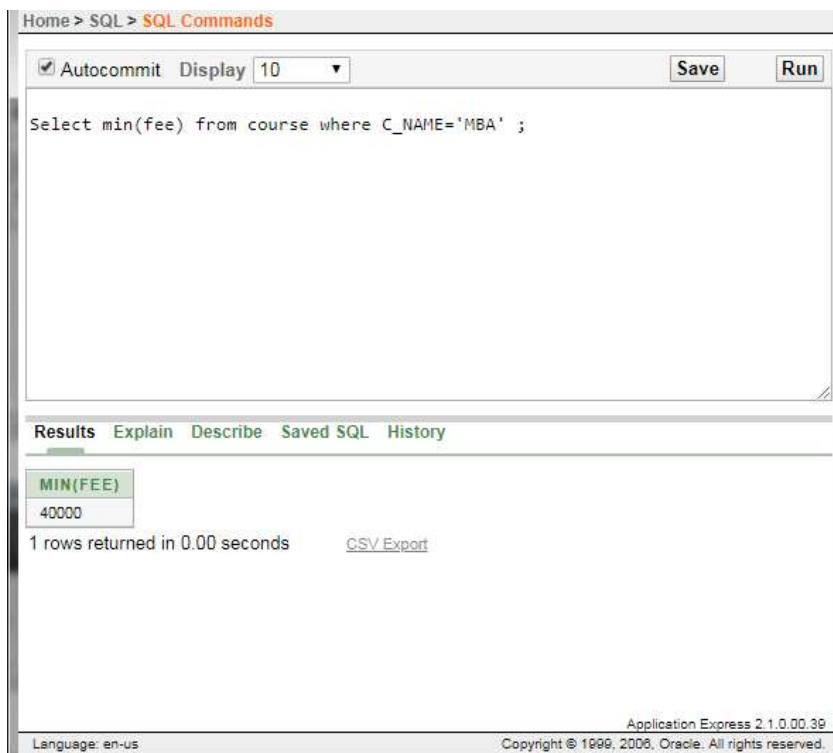 Home > SQL > SQL Commands
Autocommit Display 10 Save Run
Select min(fee) from course where C_NAME='MBA' ;
Results Explain Describe Saved SQL History
MIN(FEE)
40000
1 rows returned in 0.00 seconds CSV Export
Application Express 2.1.0.00.39
Language: en-us Copyright © 1999, 2006, Oracle. All rights reserved.